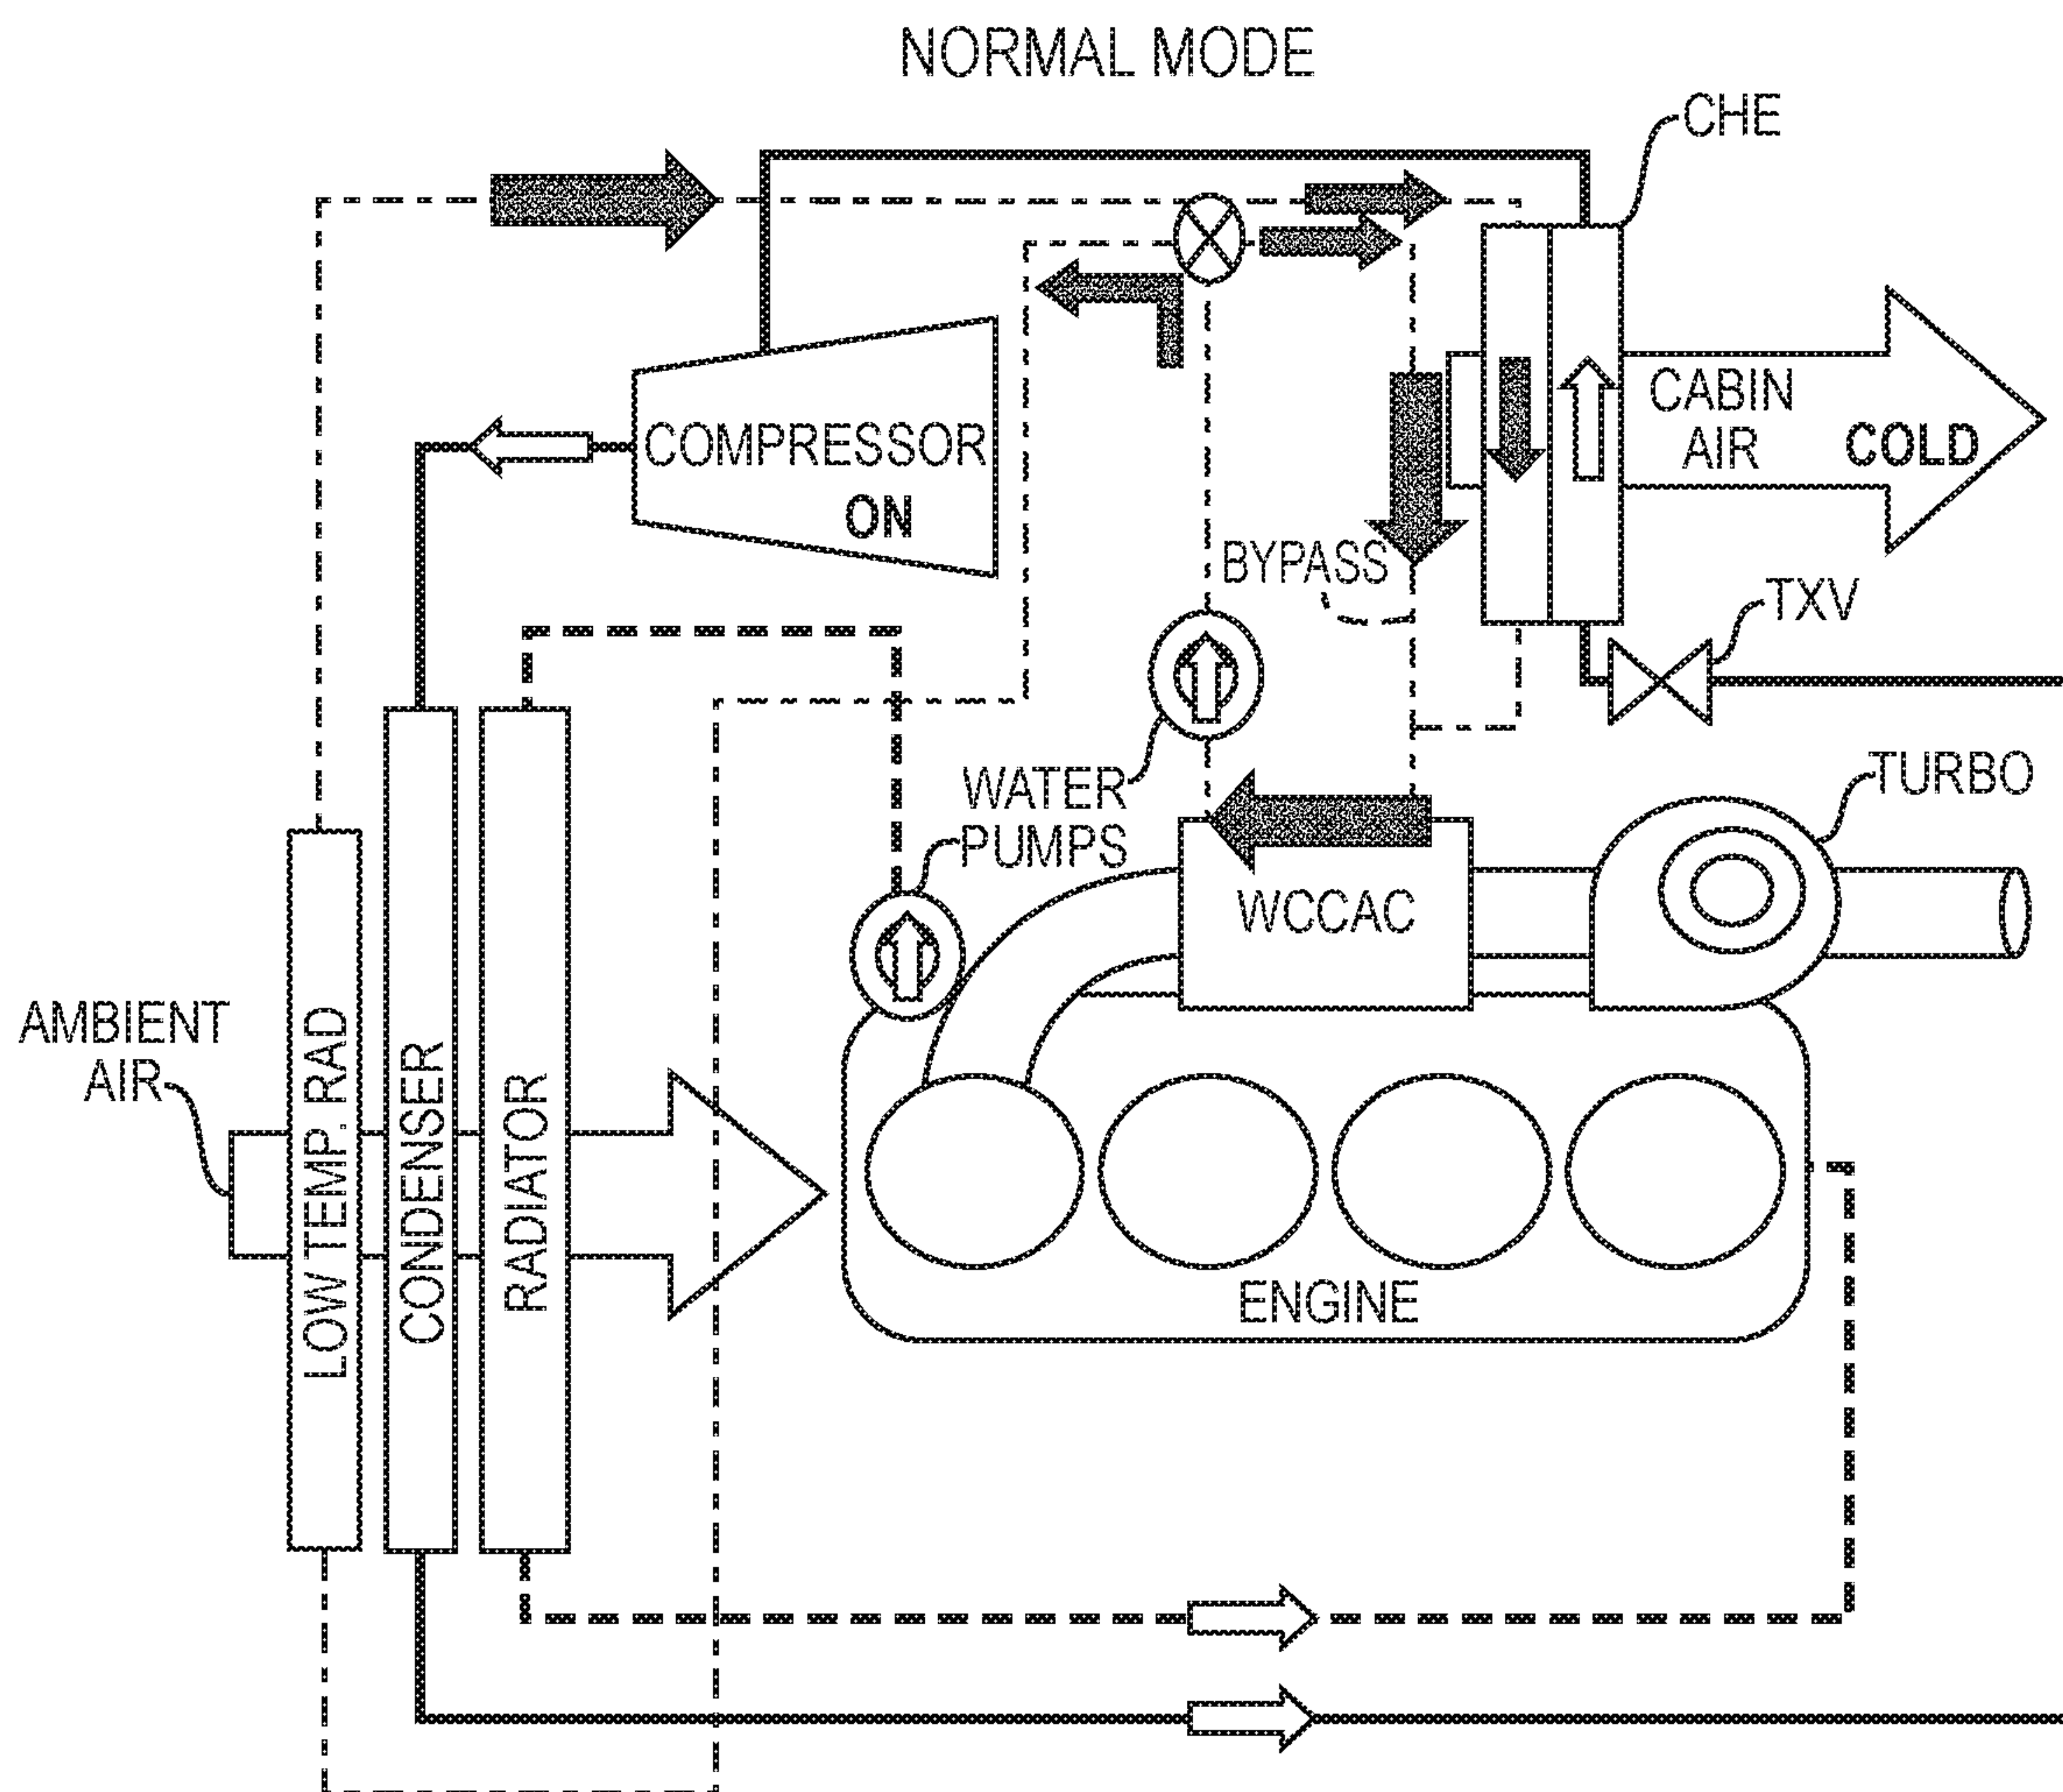 NORMAL MODE
CHE
COMPRESSOR
ON
CABIN
AIR
COLD
BYPASS
TXV
WATER
PUMPS
TURBO
WCCAC
AMBIENT
AIR
LOW TEMP. RAD
CONDENSER
RADIATOR
ENGINE